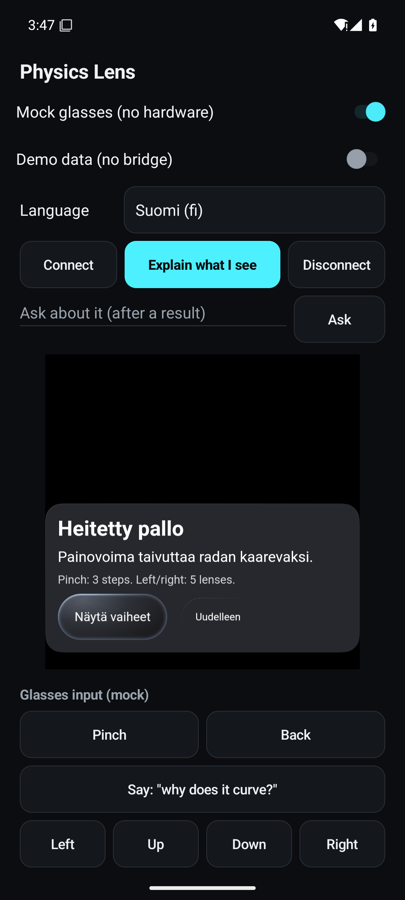 3:47
Physics Lens
Mock glasses (no hardware)
Demo data (no bridge)
Language
Suomi (fi)
Connect
Explain what I see
Disconnect
Ask about it (after a result)
Ask
Heitetty pallo
Painovoima taivuttaa radan kaarevaksi.
Pinch: 3 steps. Left/right: 5 lenses.
Näytä vaiheet
Uudelleen
Glasses input (mock)
Pinch
Back
Say: "why does it curve?"
Left
Up
Down
Right